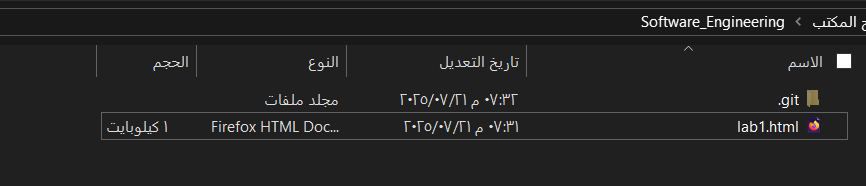 ح المكتب < Software_Engineering
الاسم تاريخ التعديل النوع الحجم
.git ٠٧:٣٢ م ٢٠٢٥/٠٧/٢١ مجلد ملفات
lab1.html ٠٧:٣١ م ٢٠٢٥/٠٧/٢١ Firefox HTML Doc... ١ كيلوبايت